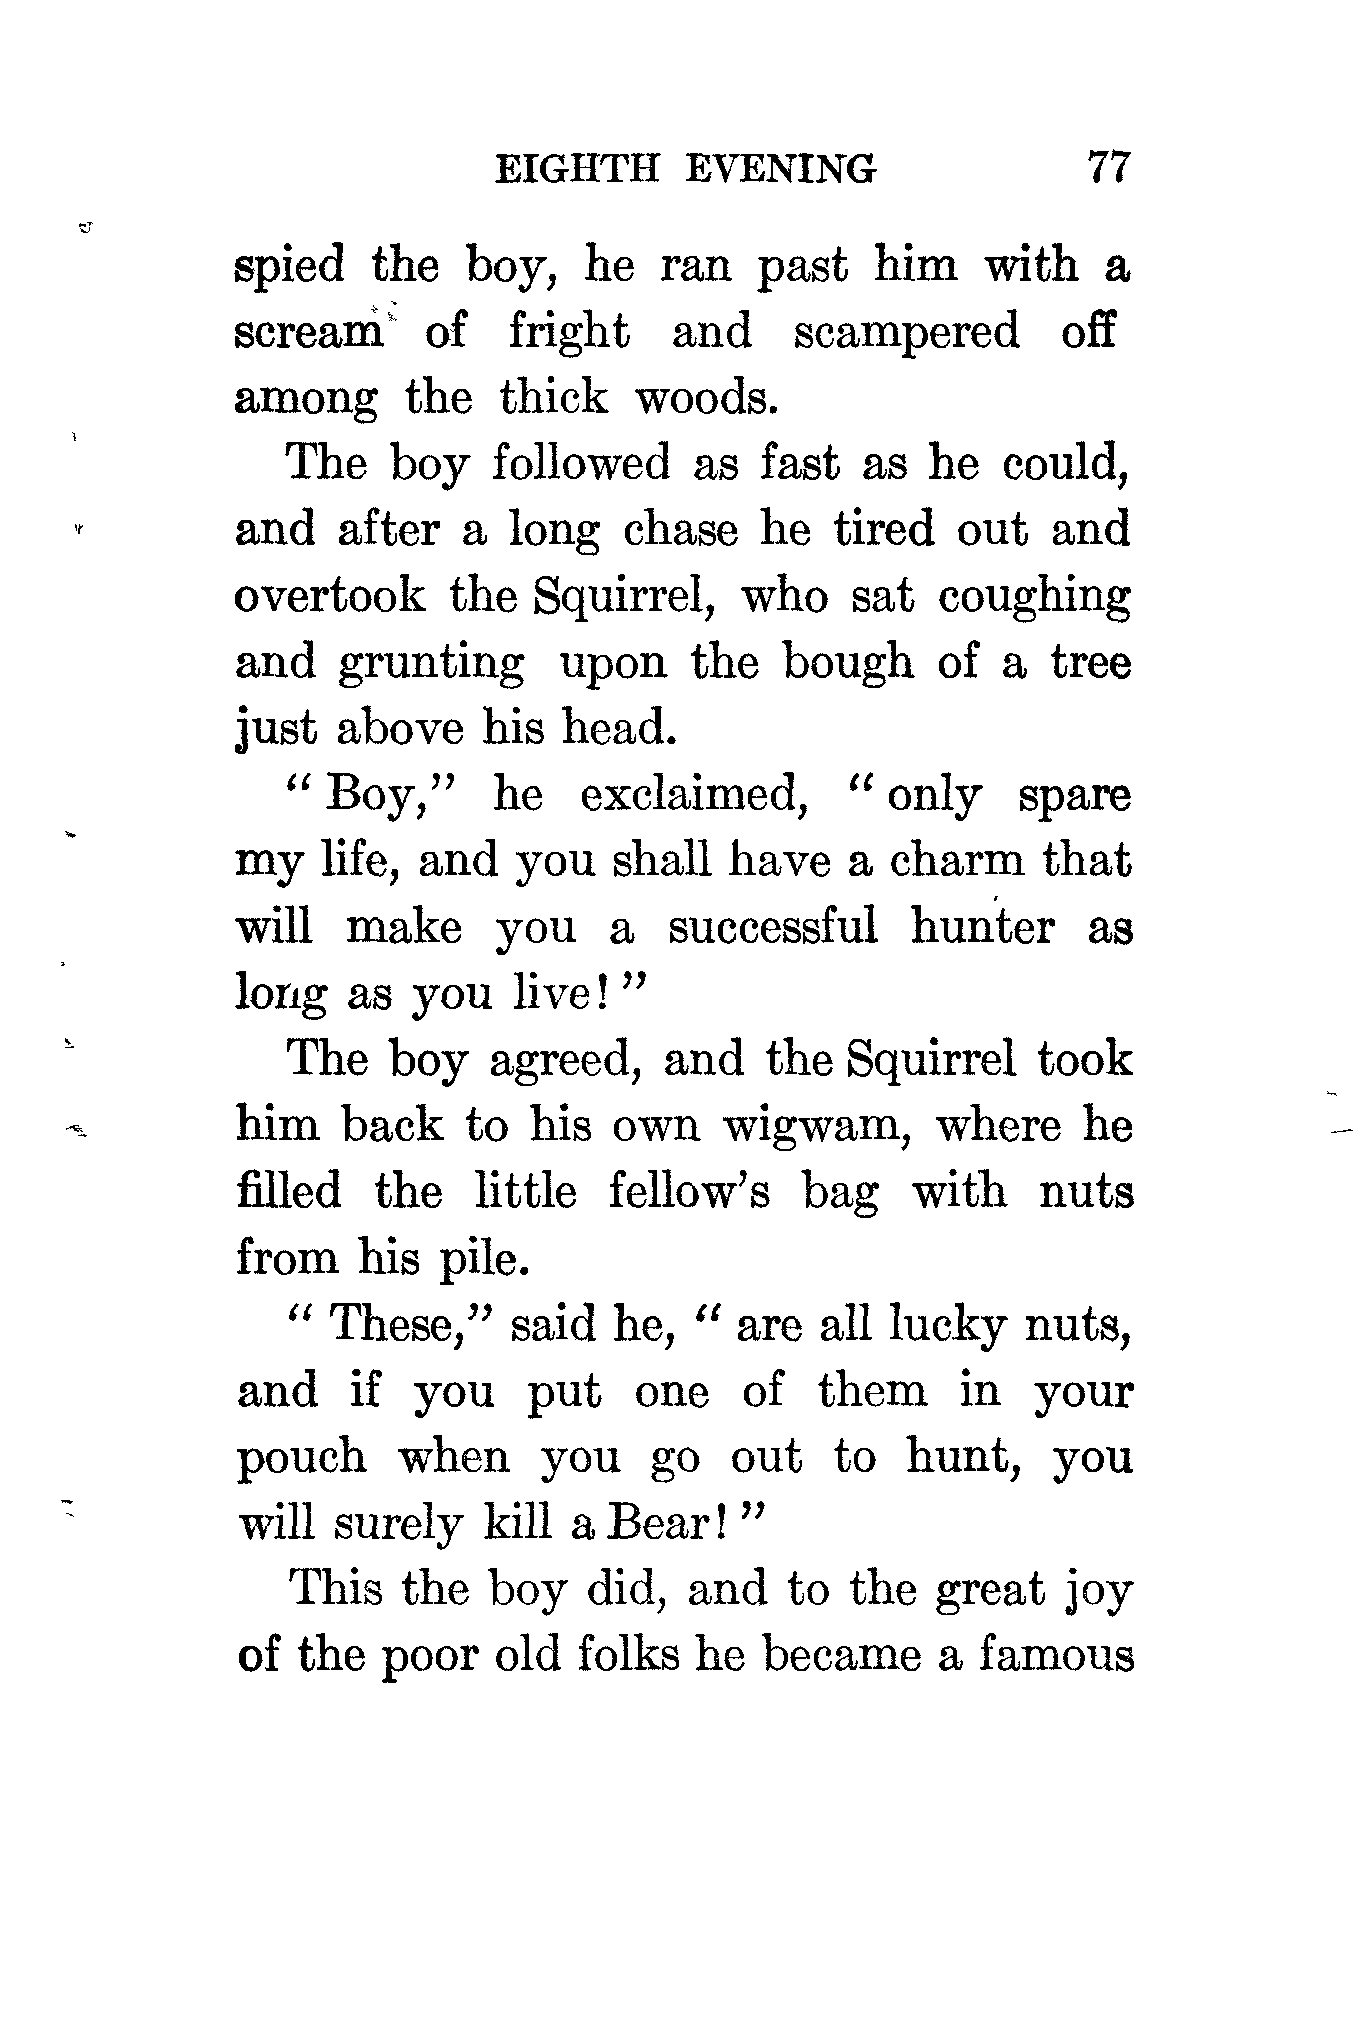 EIGHTH EVENING 77
spied the boy, he ran past him with a
scream of fright and scampered off
among the thick woods.
The boy followed as fast as he could,
and after a long chase he tired out and
overtook the Squirrel, who sat coughing
and grunting upon the bough of a tree
just above his head.
" Boy," he exclaimed, " only spare
my life, and you shall have a charm that
will make you a successful hunter as
long as you live! "
The boy agreed, and the Squirrel took
him back to his own wigwam, where he
filled the little fellow's bag with nuts
from his pile.
" These," said he, " are all lucky nuts,
and if you put one of them in your
pouch when you go out to hunt, you
will surely kill a Bear! "
This the boy did, and to the great joy
of the poor old folks he became a famous